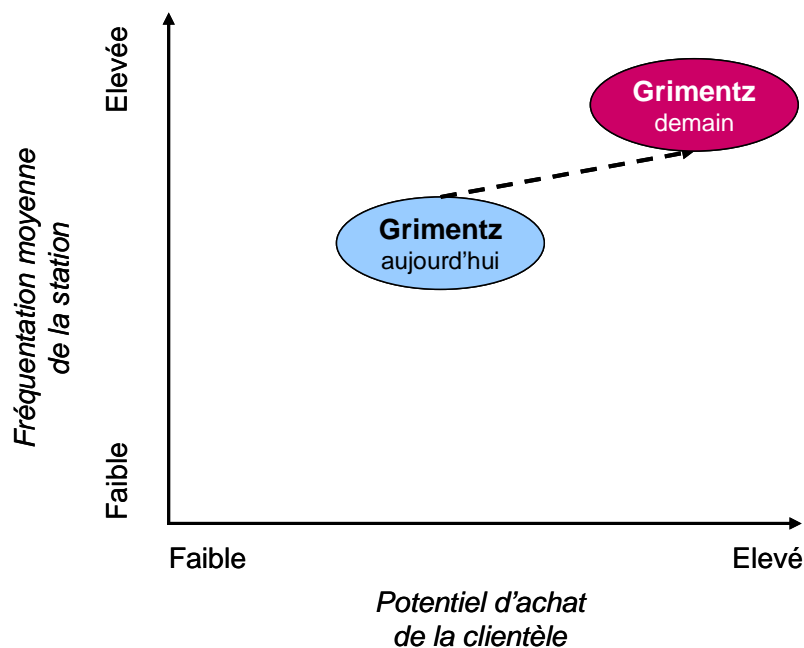 Elevée
Fréquentation moyenne
de la station
Faible
Grimentz
demain
Grimentz
aujourd'hui
Faible
Elevé
Potentiel d'achat
de la clientèle